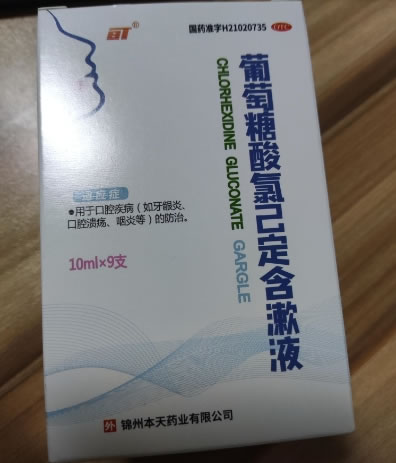 BT®
国药准字H21020735
OTC
葡萄糖酸氯己定含漱液
CHLORHEXIDINE GLUCONATE GARGLE
适应症
●用于口腔疾病（如牙龈炎、
口腔溃疡、咽炎等）的防治。
10ml×9支
外
锦州本天药业有限公司